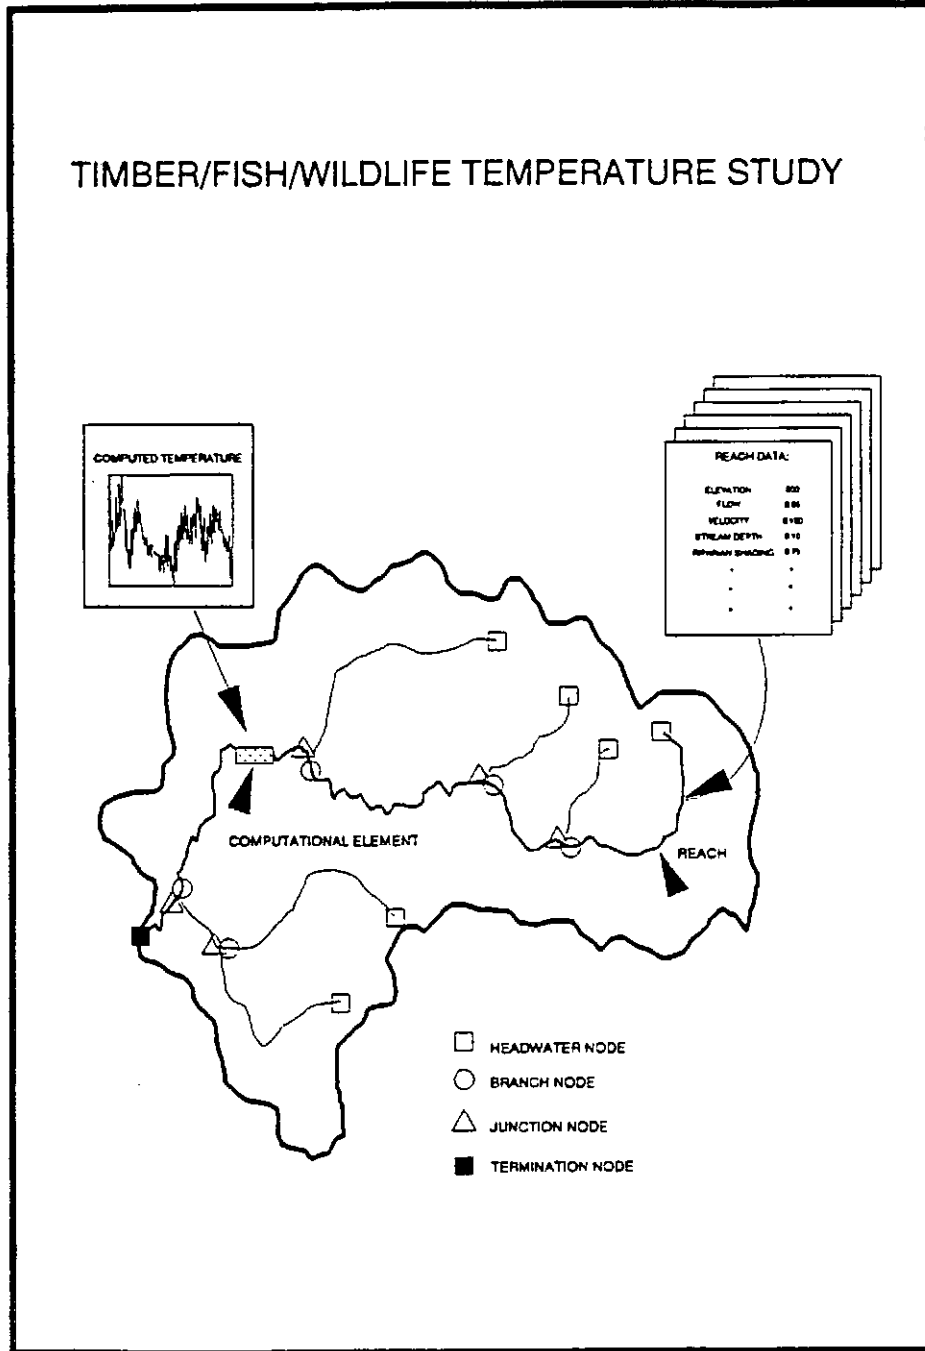 TIMBER/FISH/WILDLIFE TEMPERATURE STUDY
COMPUTED TEMPERATURE
REACH DATA:
ELEVATION
FLOW
VELOCITY
STREAM DEPTH
RIPARIAN SHADING
COMPUTATIONAL ELEMENT
REACH
HEADWATER NODE
BRANCH NODE
JUNCTION NODE
TERMINATION NODE